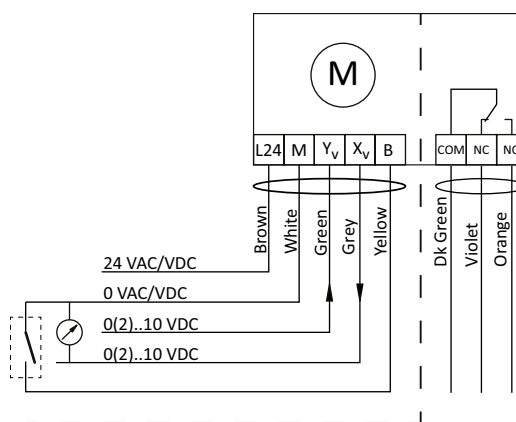 M
L24 M Yv Xv B
COM NC NO
Brown
White
Green
Grey
Yellow
Dk Green
Violet
Orange
24 VAC/VDC
0 VAC/VDC
0(2)..10 VDC
0(2)..10 VDC